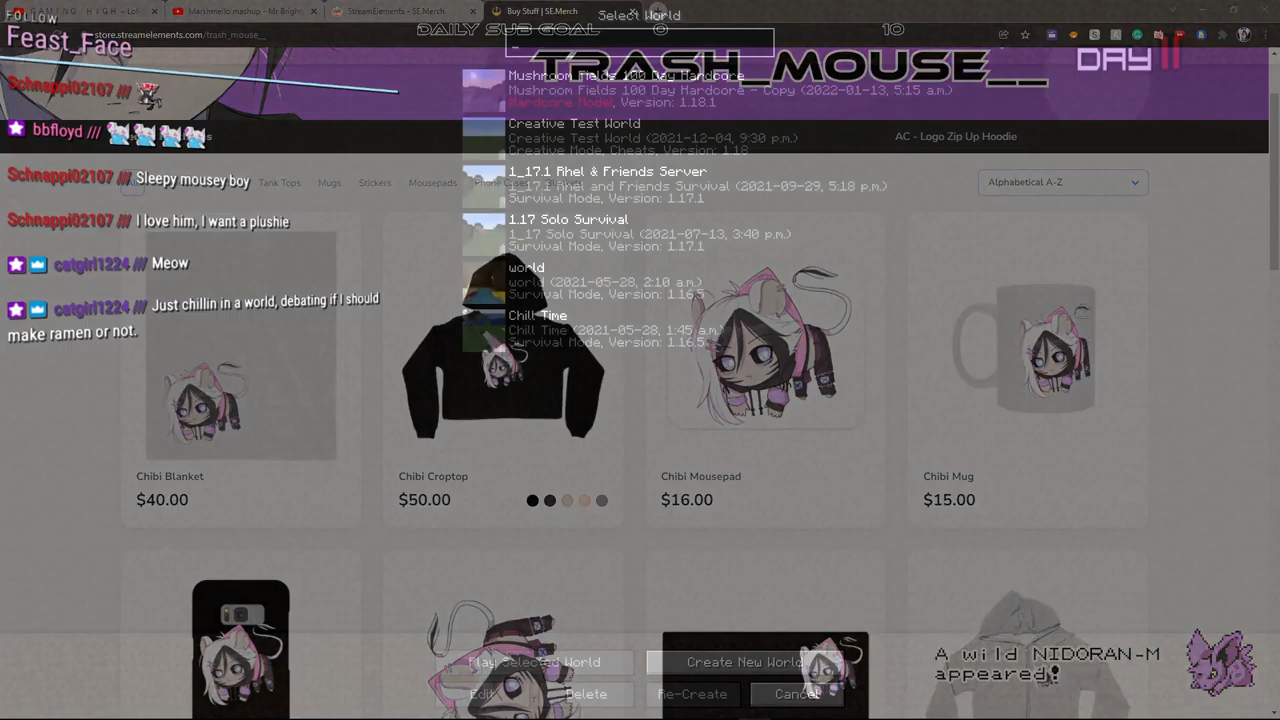 G A M I N G
H I G H
Lofi
Marshmello mashup - Mr.Brigh
StreamElements - SE.Merch
Buy Stuff | SE.Merch
Select World
FOLLOW
Feast_Face
store.streamelements.com/trash_mouse__
DAILY SUB GOAL
0
10
TRASH_MOUSE__
DAY 11
Mushroom Fields 100 Day Hardcore
Mushroom Fields 100 Day Hardcore - Copy (2022-01-13, 5:15 a.m.)
Hardcore Mode!, Version: 1.18.1
Schnappi02107 ///
bbfloyd ///
Creative Test World
Creative Test World (2021-12-04, 9:30 p.m.)
Creative Mode, Cheats, Version: 1.18
AC - Logo Zip Up Hoodie
Schnappi02107 /// Sleepy mousey boy
All
Tank Tops
Mugs
Stickers
Mousepads
Phone Cases
Alphabetical A-Z
1_17.1 Rhel & Friends Server
1_17.1 Rhel and Friends Survival (2021-09-29, 5:18 p.m.)
Survival Mode, Version: 1.17.1
Schnappi02107 /// I love him, I want a plushie
1.17 Solo Survival
1_17 Solo Survival (2021-07-13, 3:40 p.m.)
Survival Mode, Version: 1.17.1
catgirl1224 /// Meow
world
world (2021-05-28, 2:10 a.m.)
Survival Mode, Version: 1.16.5
catgirl1224 /// Just chillin in a world, debating if I should
make ramen or not.
Chill Time
Chill Time (2021-05-28, 1:45 a.m.)
Survival Mode, Version: 1.16.5
Chibi Blanket
$40.00
Chibi Croptop
$50.00
Chibi Mousepad
$16.00
Chibi Mug
$15.00
Play Selected World
Create New World
Edit
Delete
Re-Create
Cancel
A wild NIDORAN-M
appeared!